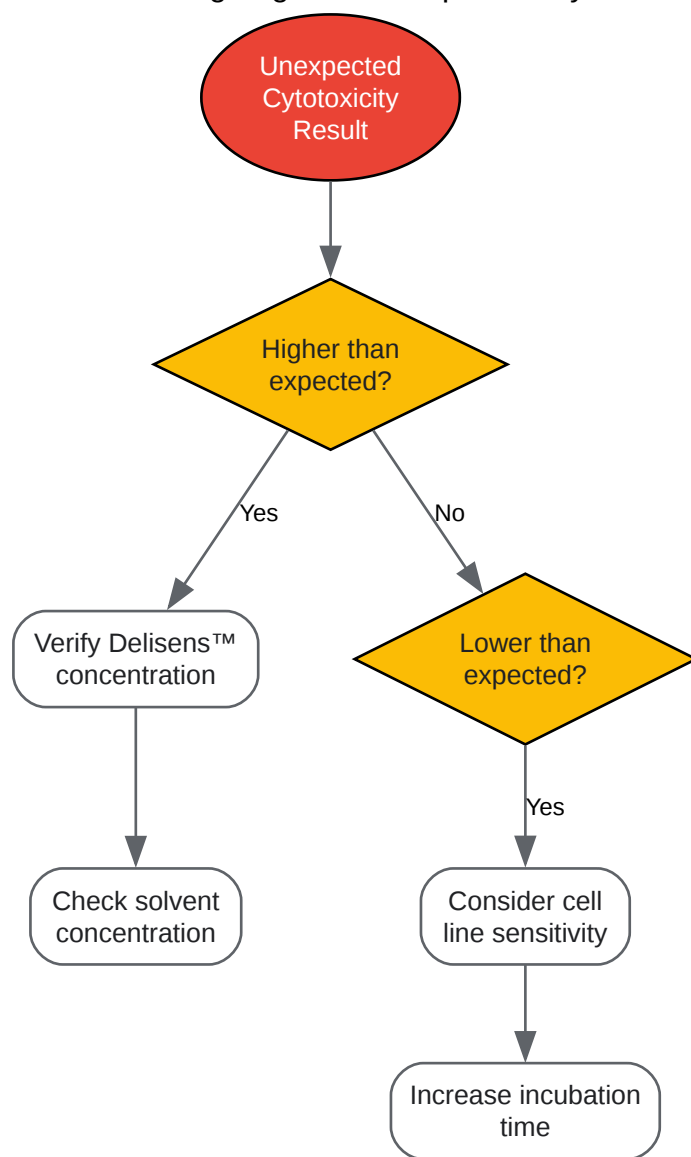 Unexpected
Cytotoxicity
Result
Higher than
expected?
Yes
No
Verify Delisens™
concentration
Lower than
expected?
Yes
Check solvent
concentration
Consider cell
line sensitivity
Increase incubation
time